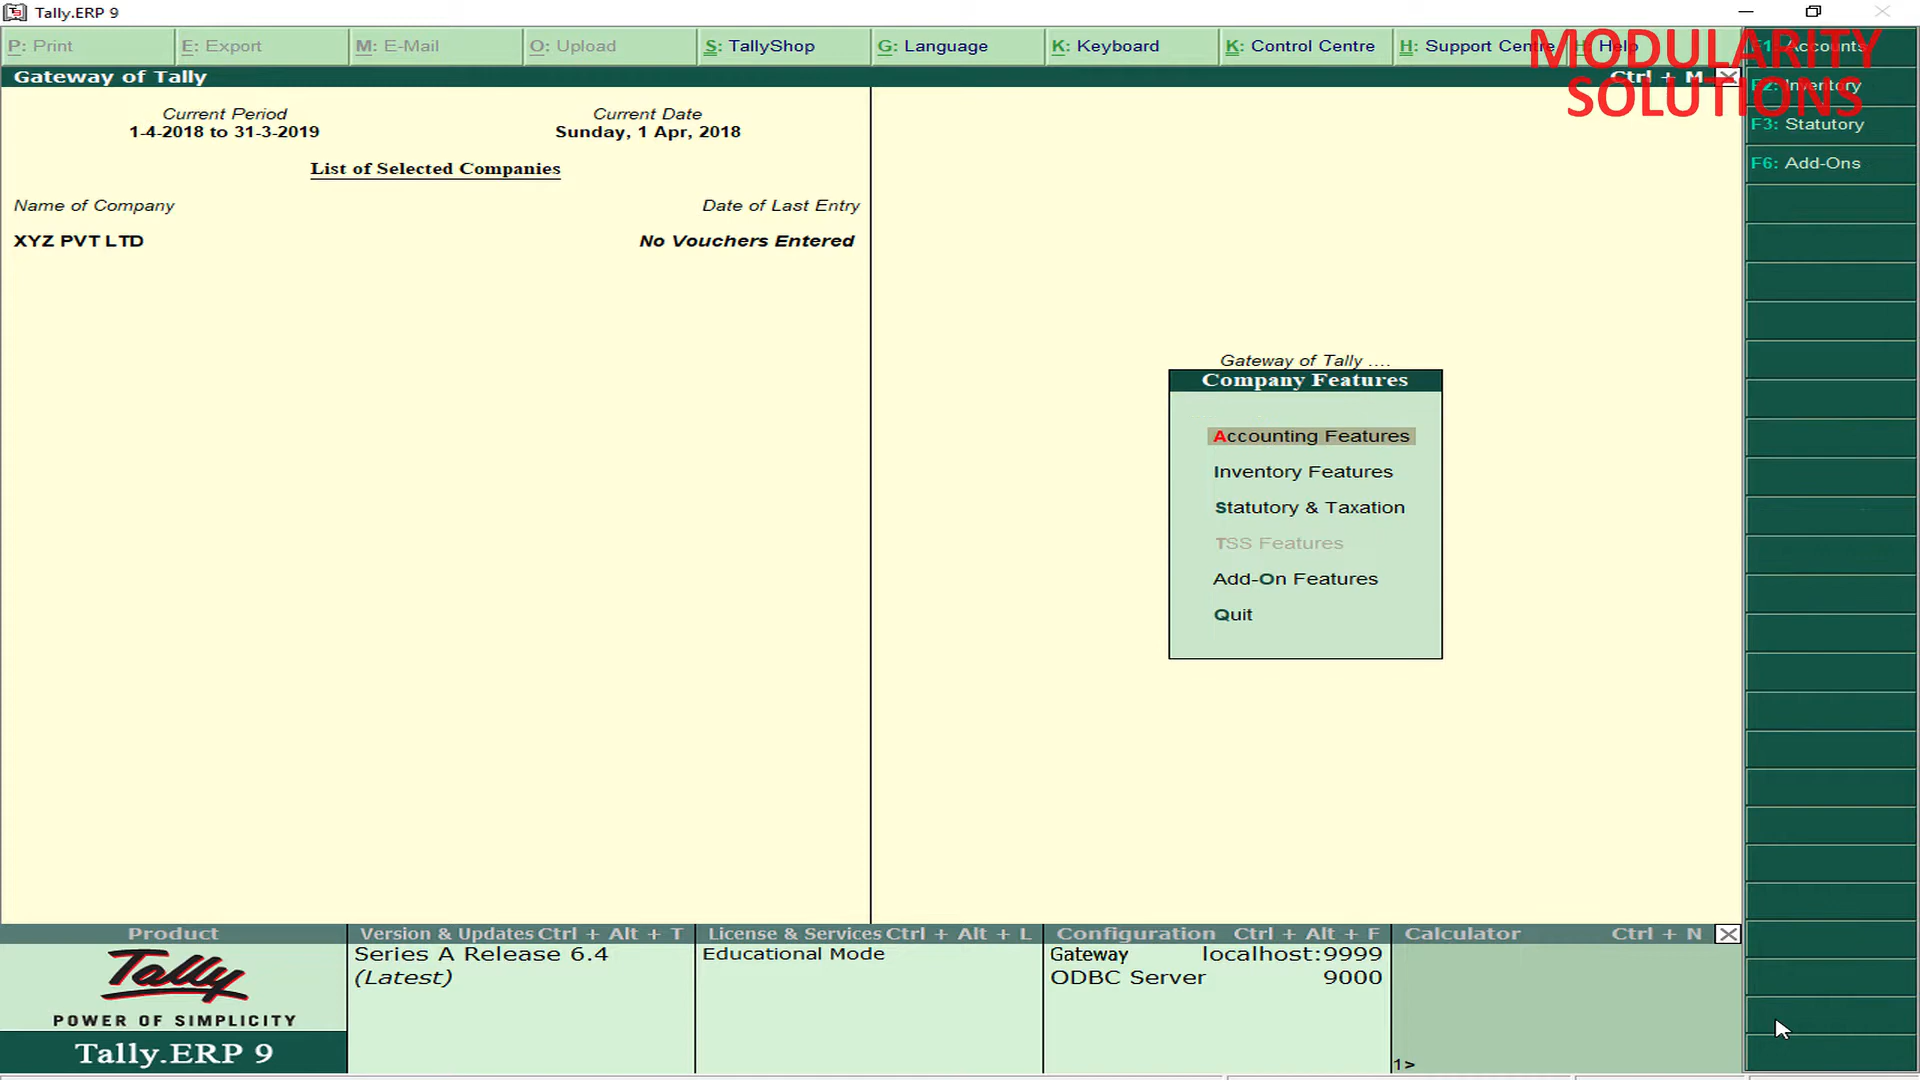 Tally.ERP 9
P: Print
E: Export
M: E-Mail
O: Upload
S: TallyShop
G: Language
K: Keyboard
K: Control Centre
H: Support Centre
H: Help
MODULARITY
SOLUTIONS
F1: Accounts
F2: Inventory
F3: Statutory
F6: Add-Ons
Gateway of Tally
Ctrl + M
Current Period
1-4-2018 to 31-3-2019
Current Date
Sunday, 1 Apr, 2018
List of Selected Companies
Name of Company
Date of Last Entry
XYZ PVT LTD
No Vouchers Entered
Gateway of Tally ....
Company Features
Accounting Features
Inventory Features
Statutory & Taxation
TSS Features
Add-On Features
Quit
Product
Tally
POWER OF SIMPLICITY
Tally.ERP 9
Version & Updates Ctrl + Alt + T
Series A Release 6.4
(Latest)
License & Services Ctrl + Alt + L
Educational Mode
Configuration Ctrl + Alt + F
Gateway localhost:9999
ODBC Server 9000
Calculator Ctrl + N
1>